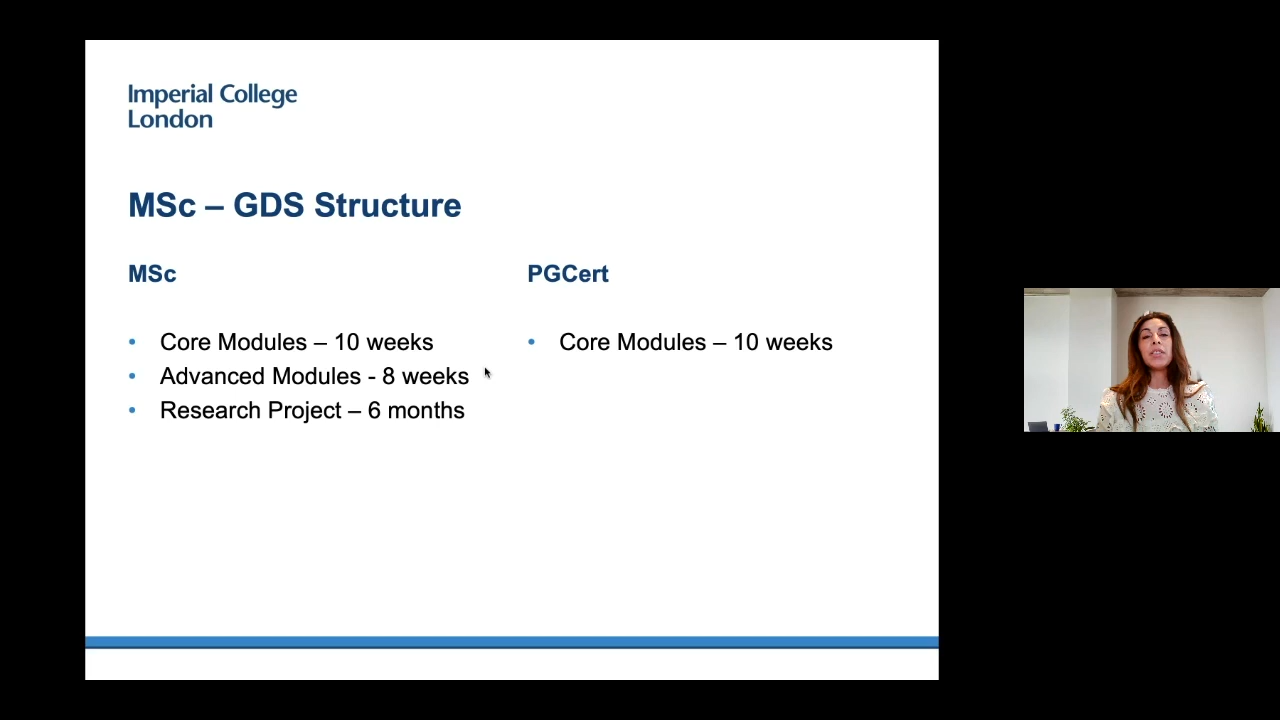 Imperial College
London
MSc – GDS Structure
MSc
• Core Modules – 10 weeks
• Advanced Modules - 8 weeks
• Research Project – 6 months
PGCert
• Core Modules – 10 weeks